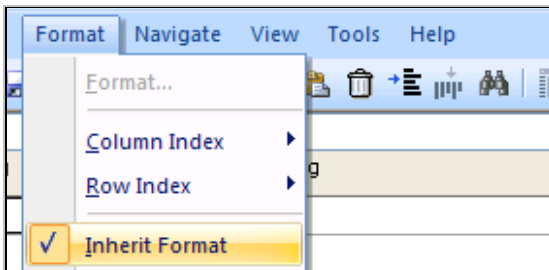 Format Navigate View Tools Help
Format...
Column Index
g
Row Index
Inherit Format